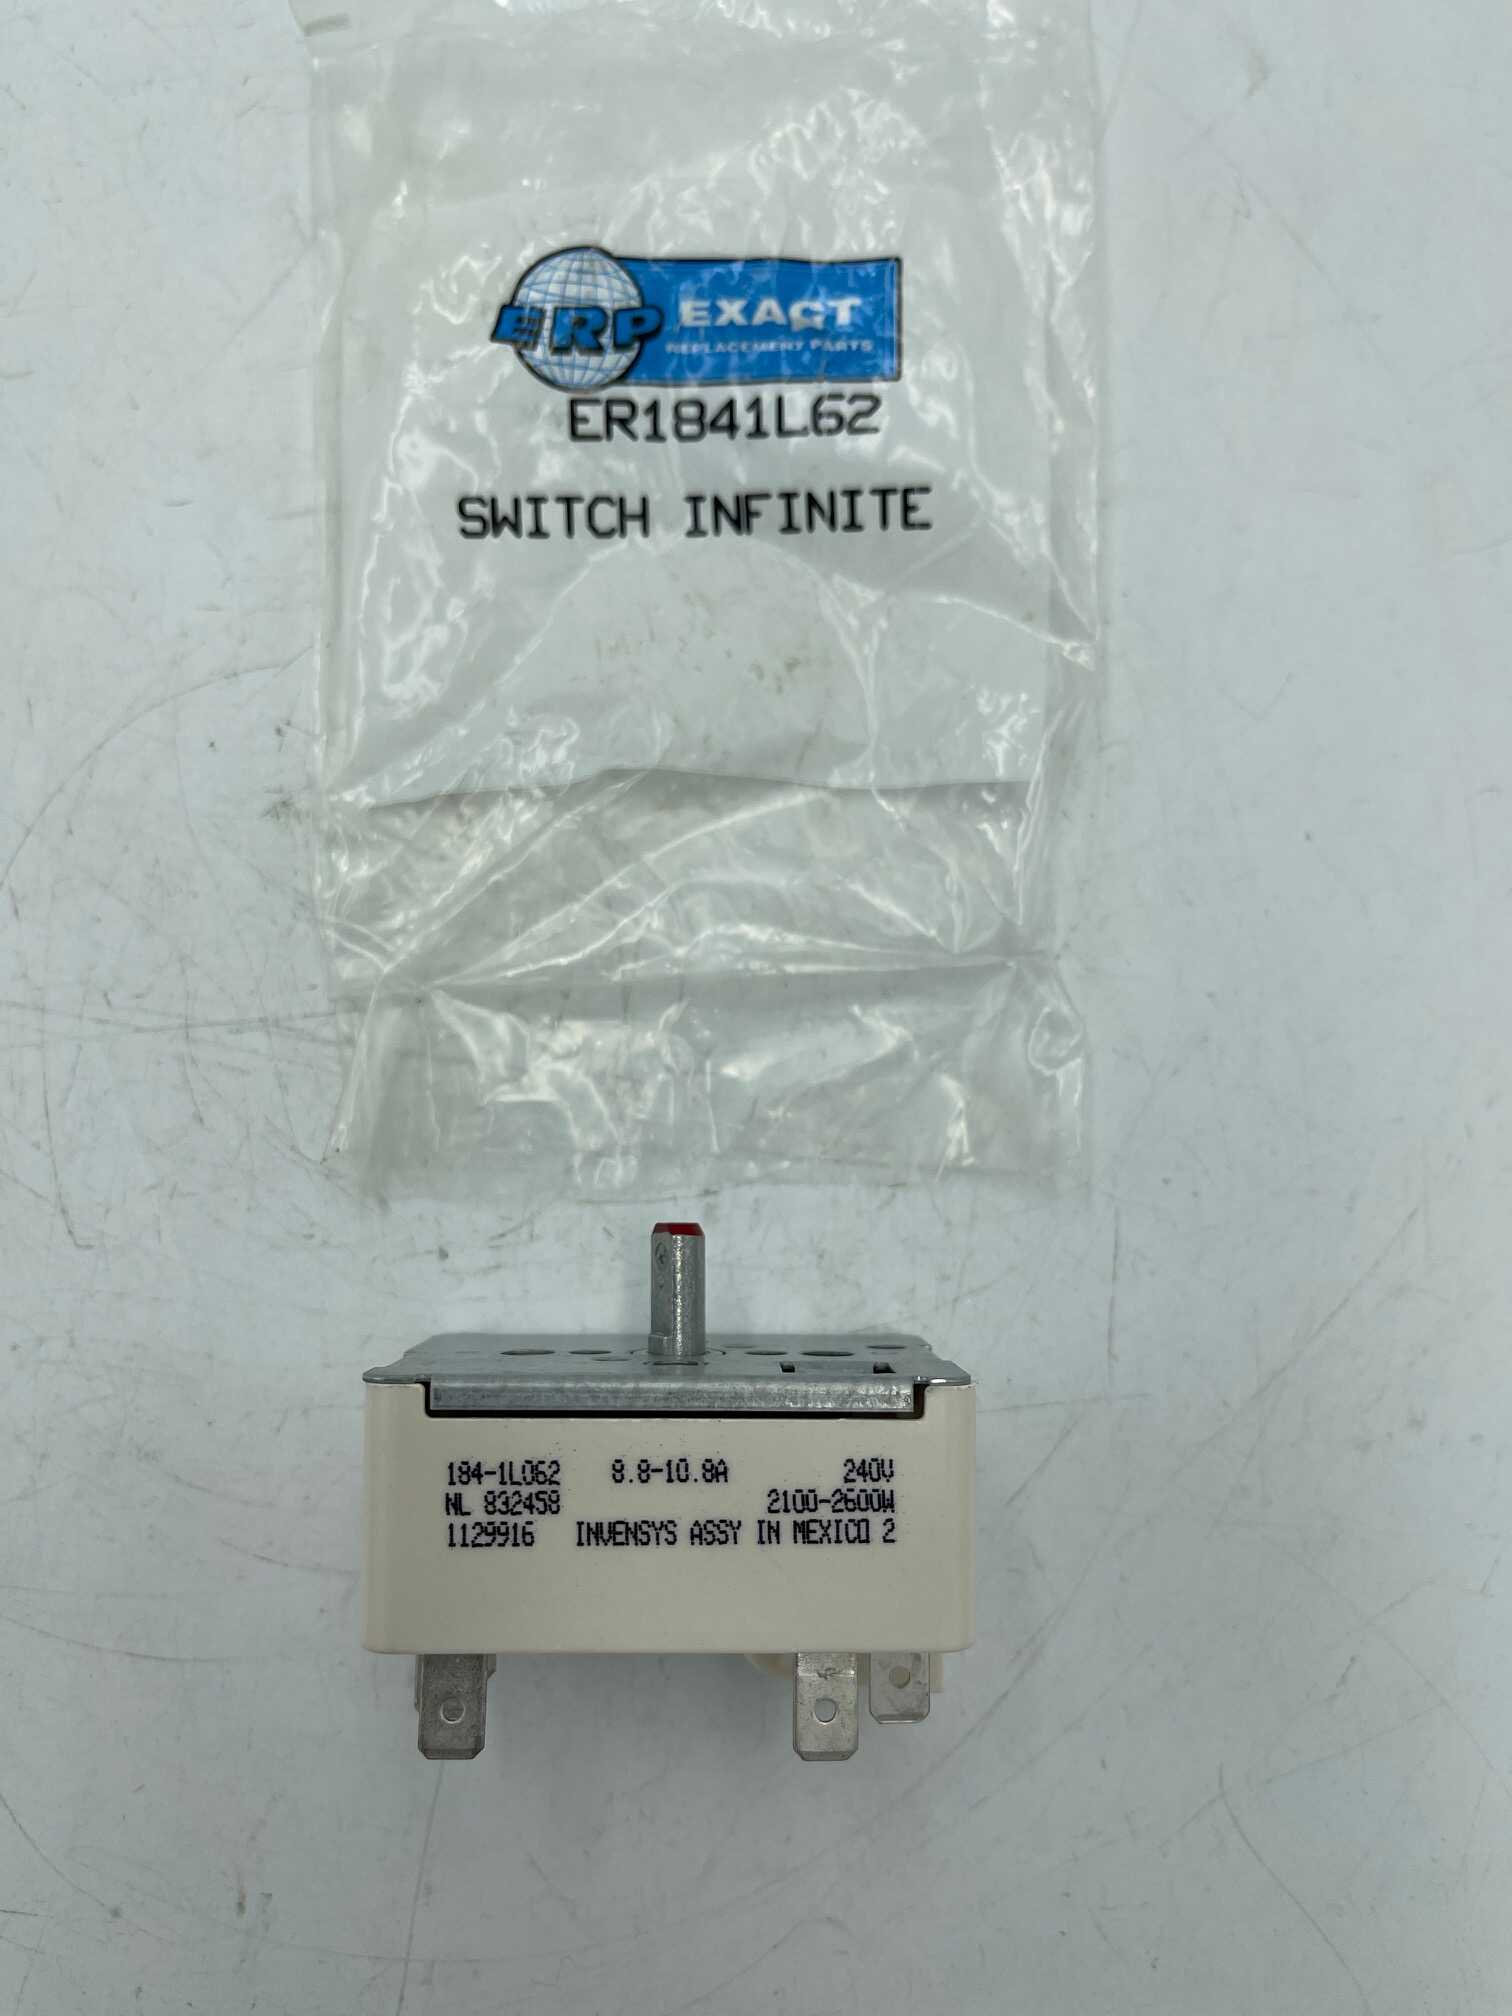 ERP EXACT
REPLACEMENT PARTS
ER1841L62
SWITCH INFINITE
184-1L062 8.8-10.8A 240V
NL 832458 2100-2600W
1129916 INVENSYS ASSY IN MEXICO 2